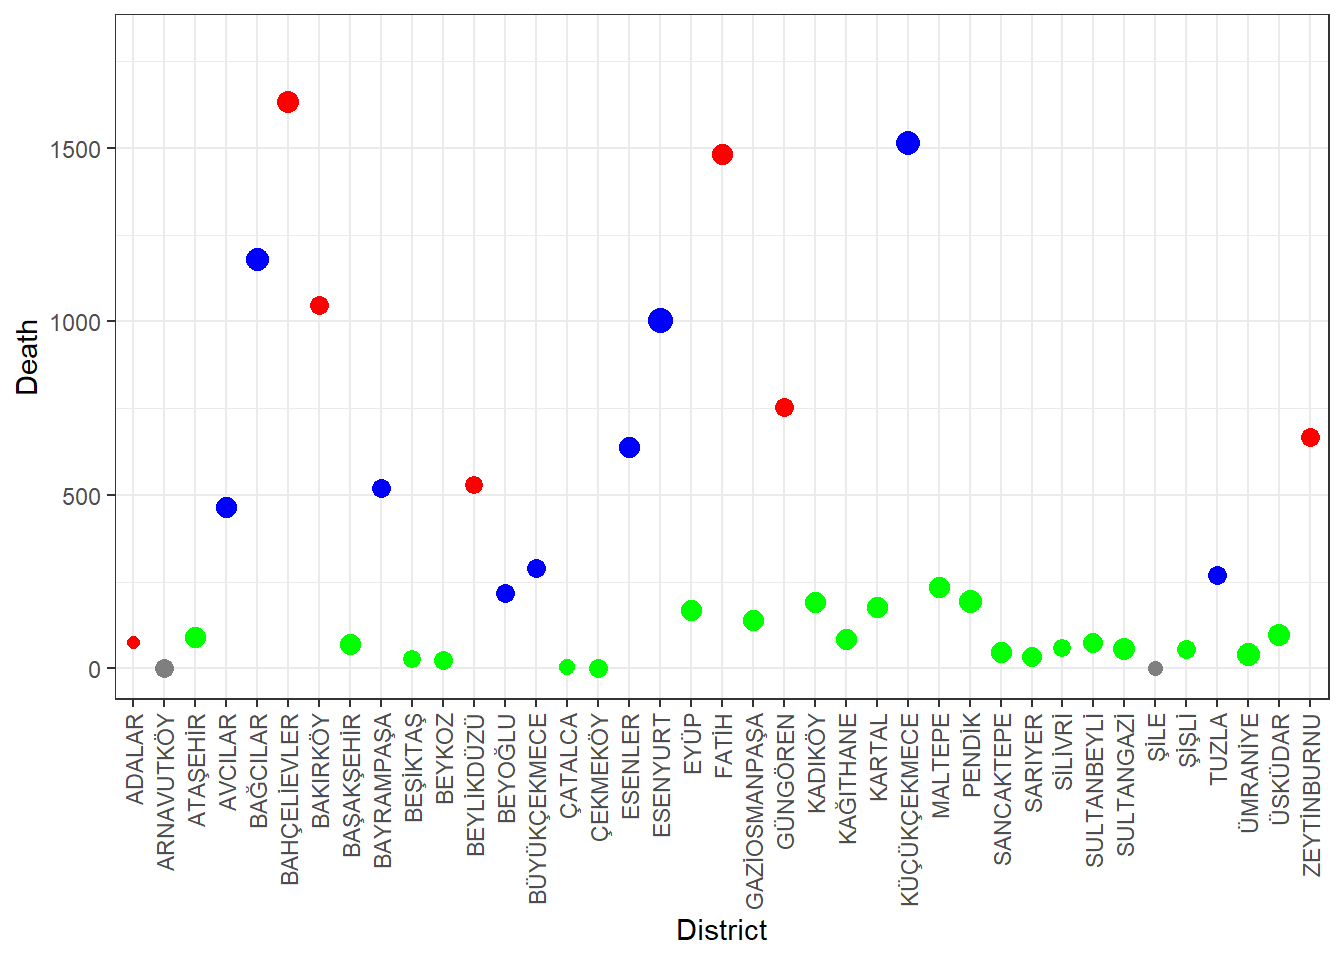 1500
1000
500
0
Death
ADALAR
ARNAVUTKÖY
ATAŞEHİR
AVCILAR
BAĞCILAR
BAHÇELİEVLER
BAKIRKÖY
BAŞAKŞEHİR
BAYRAMPAŞA
BEŞİKTAŞ
BEYKOZ
BEYLİKDÜZÜ
BEYOĞLU
BÜYÜKÇEKMECE
ÇATALCA
ÇEKMEKÖY
ESENLER
ESENYURT
EYÜP
FATİH
GAZİOSMANPAŞA
GÜNGÖREN
KADIKÖY
KAĞITHANE
KARTAL
KÜÇÜKÇEKMECE
MALTEPE
PENDİK
SANCAKTEPE
SARIYER
SİLİVRİ
SULTANBEYLİ
SULTANGAZİ
ŞİLE
ŞİŞLİ
TUZLA
ÜMRANİYE
ÜSKÜDAR
ZEYTİNBURNU
District